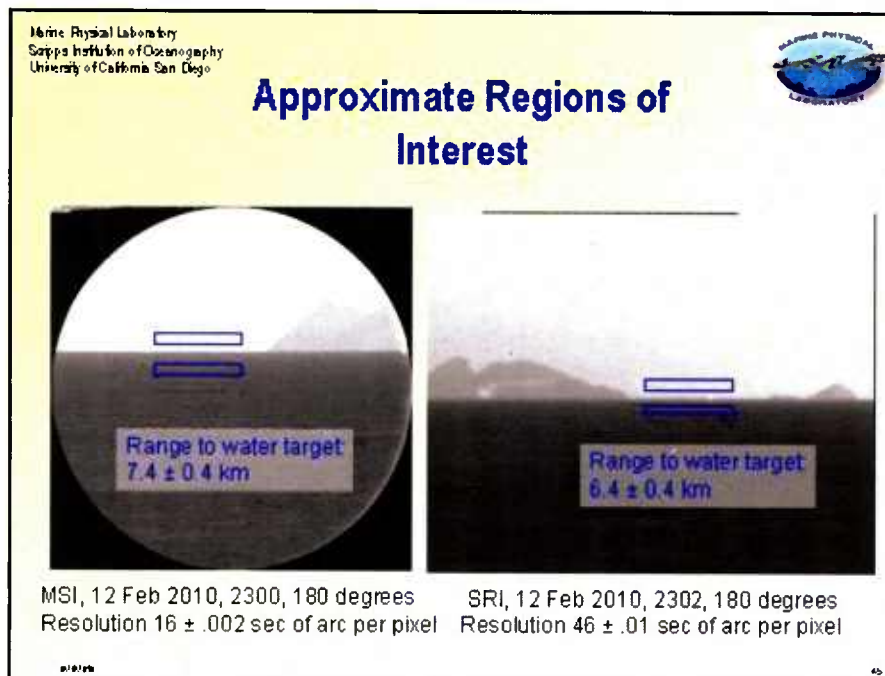 Marine Physical Laboratory
Scripps Institution of Oceanography
University of California San Diego
MARINE PHYSICAL
LABORATORY
Approximate Regions of
Interest
Range to water target
7.4 ± 0.4 km
Range to water target
6.4 ± 0.4 km
MSI, 12 Feb 2010, 2300, 180 degrees
Resolution 16 ± .002 sec of arc per pixel
SRI, 12 Feb 2010, 2302, 180 degrees
Resolution 46 ± .01 sec of arc per pixel